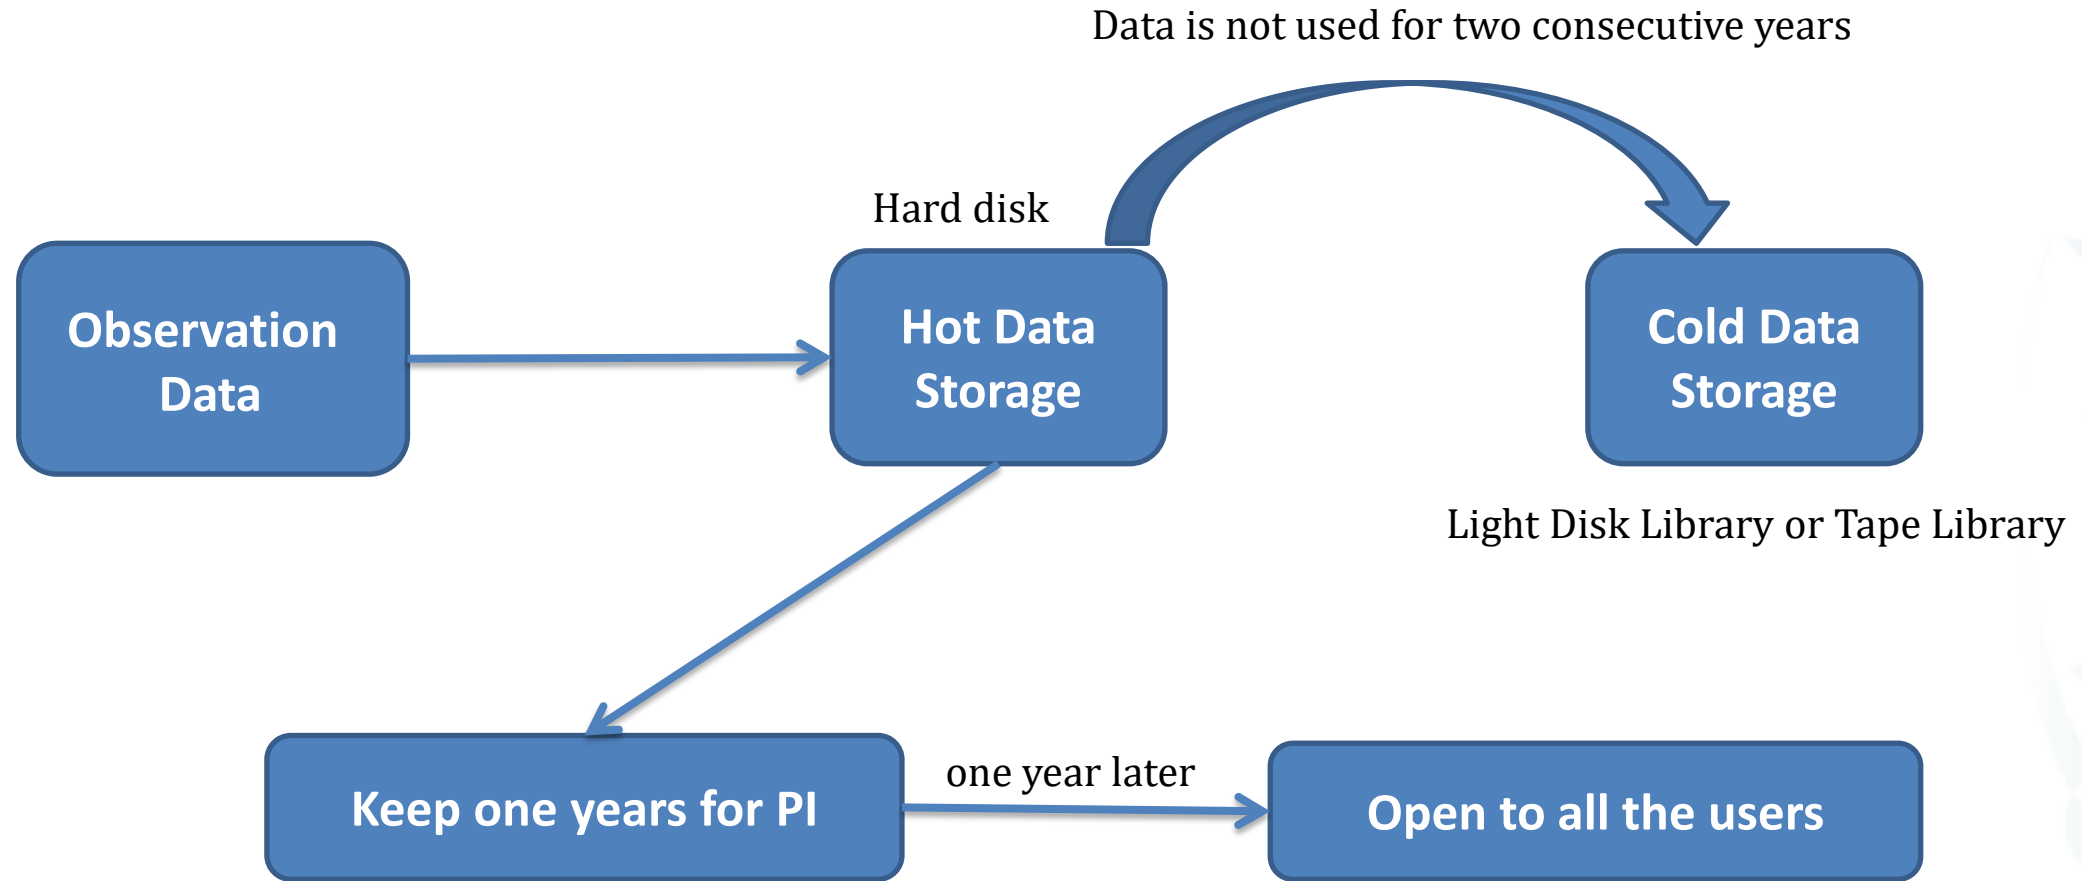 Data is not used for two consecutive years
Hard disk
Observation
Data
Hot Data
Storage
Cold Data
Storage
Light Disk Library or Tape Library
Keep one years for PI
one year later
Open to all the users